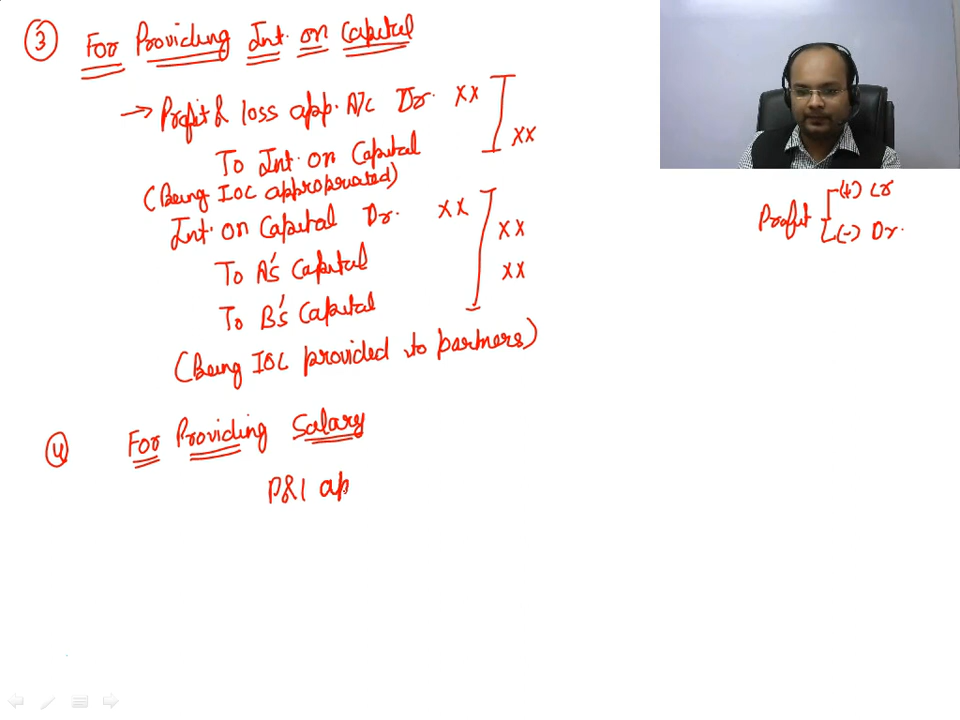 ③ For Providing Int. on Capital
→ Profit & loss app. A/C Dr. XX
To Int. on Capital XX
(Being IOC approperiated)
Int. on Capital Dr. XX
To A's Capital XX
To B's Capital XX
(Being IOC provided to partners)
④ For Providing Salary
P&l ap
Profit (+) Cr
(-) Dr.